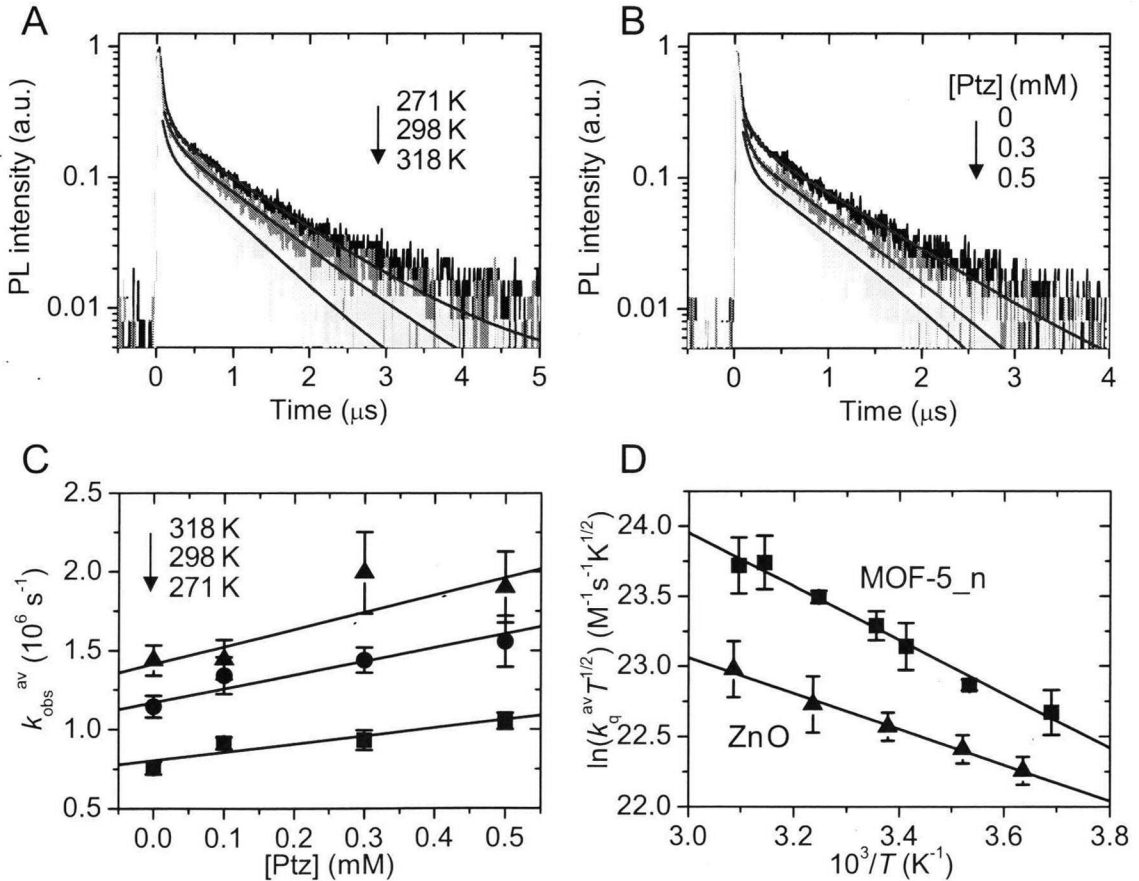 A
PL intensity (a.u.)
1
0.1
0.01
271 K
298 K
318 K
0 1 2 3 4 5
Time (μs)
B
PL intensity (a.u.)
1
0.1
0.01
[Ptz] (mM)
0
0.3
0.5
0 1 2 3 4
Time (μs)
C
k_obs^av (10^6 s^-1)
2.5
2.0
1.5
1.0
0.5
318 K
298 K
271 K
0.0 0.1 0.2 0.3 0.4 0.5
[Ptz] (mM)
D
ln(k_q^av T^1/2) (M^-1 s^-1 K^1/2)
24.0
23.5
23.0
22.5
22.0
MOF-5_n
ZnO
3.0 3.2 3.4 3.6 3.8
10^3/T (K^-1)